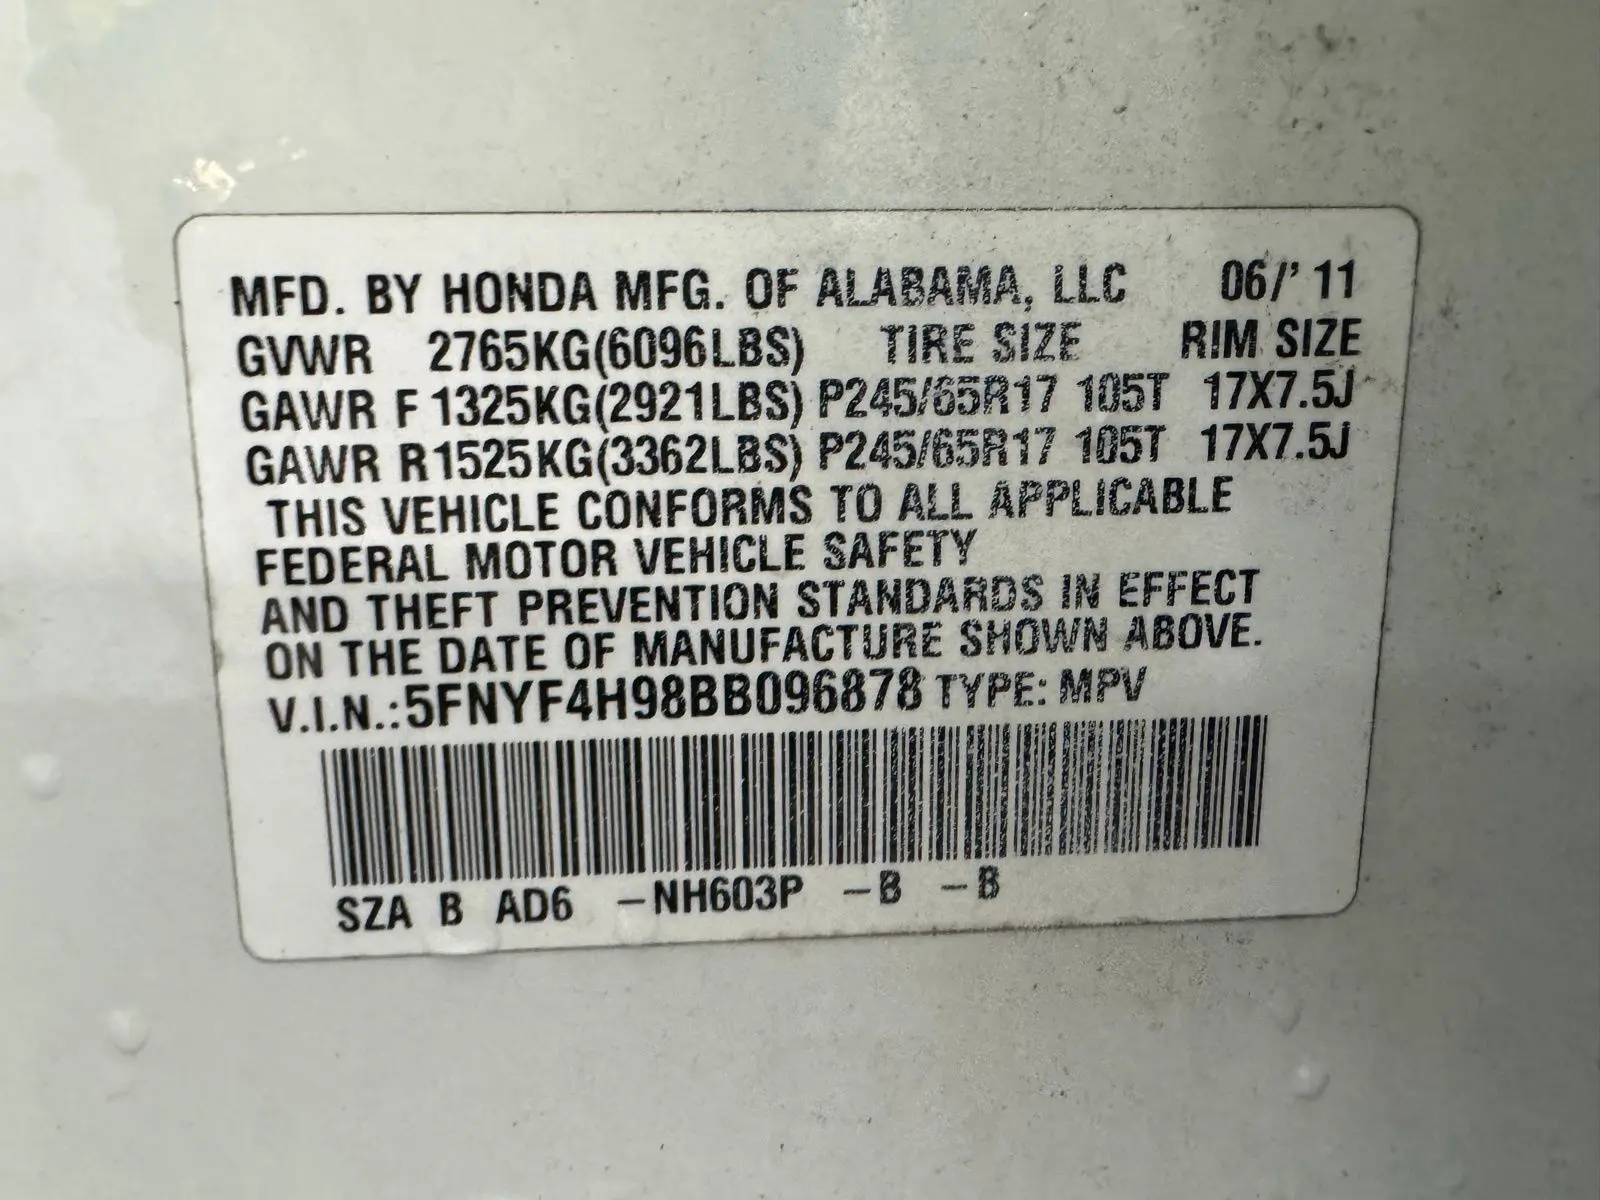 MFD. BY HONDA MFG. OF ALABAMA, LLC 06/'11
GVWR 2765KG(6096LBS) TIRE SIZE RIM SIZE
GAWR F 1325KG(2921LBS) P245/65R17 105T 17X7.5J
GAWR R 1525KG(3362LBS) P245/65R17 105T 17X7.5J
THIS VEHICLE CONFORMS TO ALL APPLICABLE
FEDERAL MOTOR VEHICLE SAFETY
AND THEFT PREVENTION STANDARDS IN EFFECT
ON THE DATE OF MANUFACTURE SHOWN ABOVE.
V.I.N.:5FNYF4H98BB096878 TYPE: MPV
SZA B AD6 -NH603P -B -B